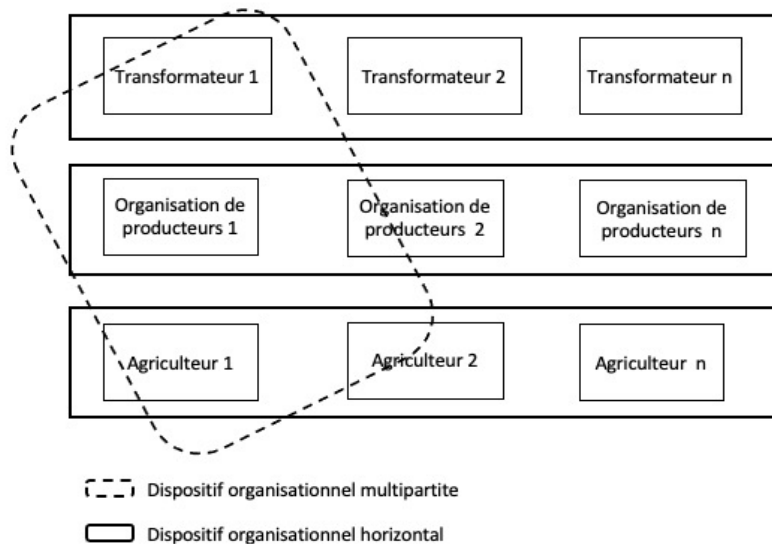 Transformateur 1
Transformateur 2
Transformateur n
Organisation de
producteurs 1
Organisation de
producteurs 2
Organisation de
producteurs n
Agriculteur 1
Agriculteur 2
Agriculteur n
Dispositif organisationnel multipartite
Dispositif organisationnel horizontal